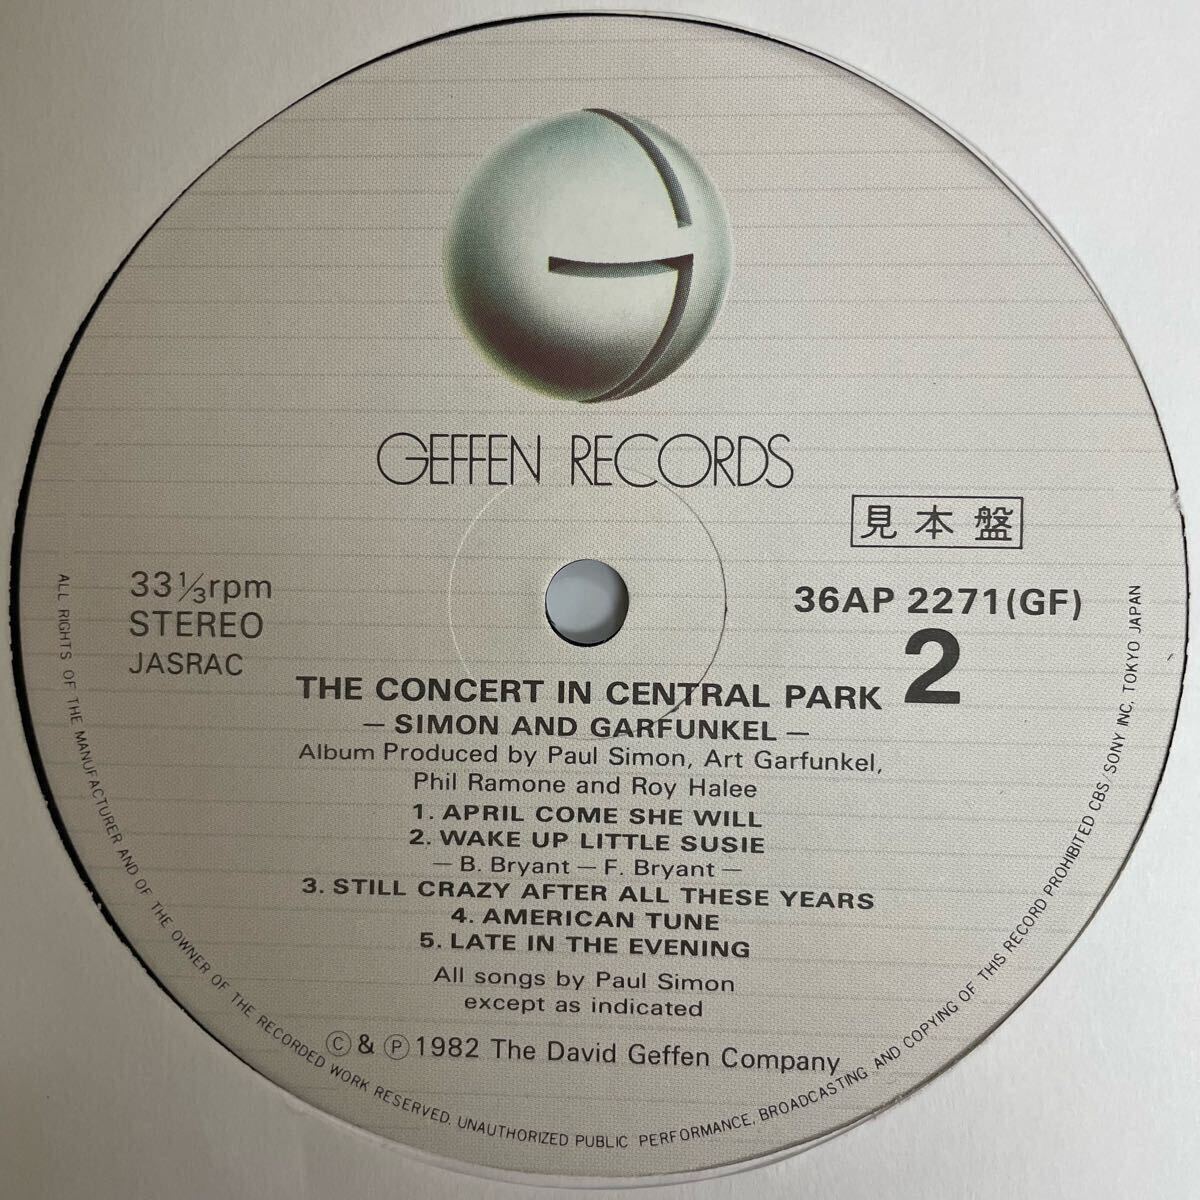 GEFFEN RECORDS
見本盤
33 1/3 rpm
STEREO
JASRAC
36AP 2271(GF)
2
THE CONCERT IN CENTRAL PARK
— SIMON AND GARFUNKEL —
Album Produced by Paul Simon, Art Garfunkel,
Phil Ramone and Roy Halee
1. APRIL COME SHE WILL
2. WAKE UP LITTLE SUSIE
— B. Bryant — F. Bryant —
3. STILL CRAZY AFTER ALL THESE YEARS
4. AMERICAN TUNE
5. LATE IN THE EVENING
All songs by Paul Simon
except as indicated
Ⓒ & Ⓟ 1982 The David Geffen Company
ALL RIGHTS OF THE MANUFACTURER AND OF THE OWNER OF THE RECORDED WORK RESERVED. UNAUTHORIZED PUBLIC PERFORMANCE, BROADCASTING AND COPYING OF THIS RECORD PROHIBITED CBS/SONY INC. TOKYO JAPAN